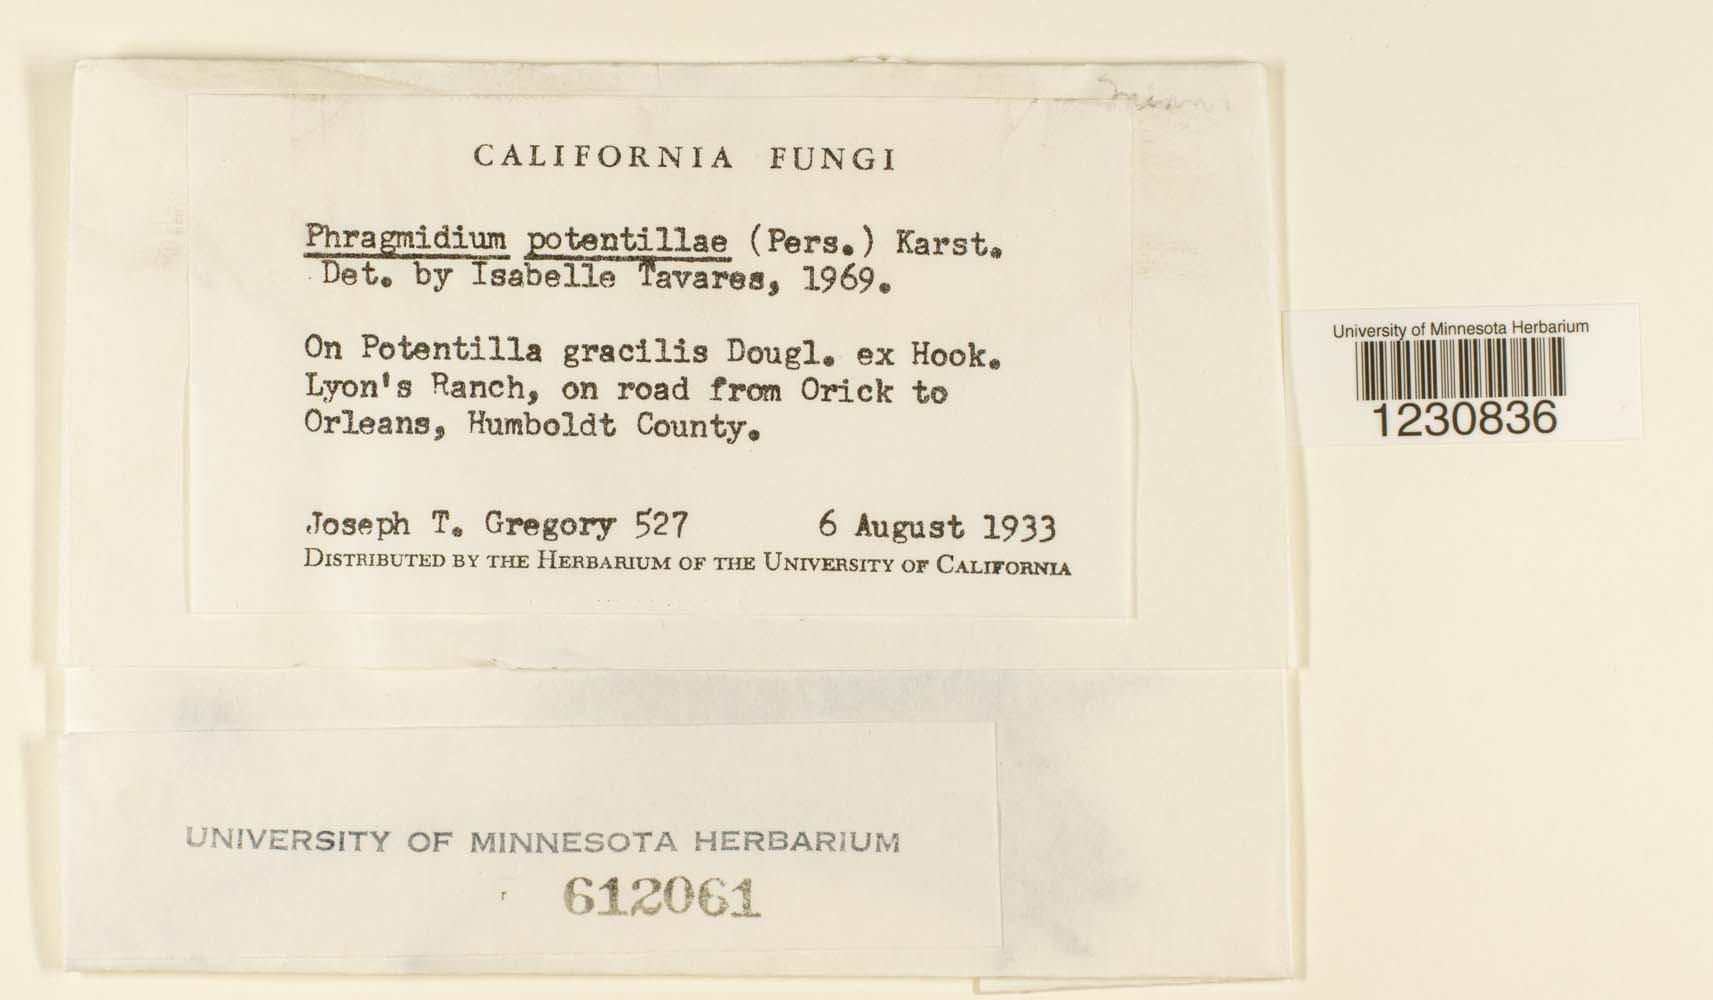 CALIFORNIA FUNGI
Phragmidium potentillae (Pers.) Karst.
Det. by Isabelle Tavares, 1969.
On Potentilla gracilis Dougl. ex Hook.
Lyon's Ranch, on road from Orick to
Orleans, Humboldt County.
Joseph T. Gregory 527 6 August 1933
DISTRIBUTED BY THE HERBARIUM OF THE UNIVERSITY OF CALIFORNIA
University of Minnesota Herbarium
1230836
UNIVERSITY OF MINNESOTA HERBARIUM
612061